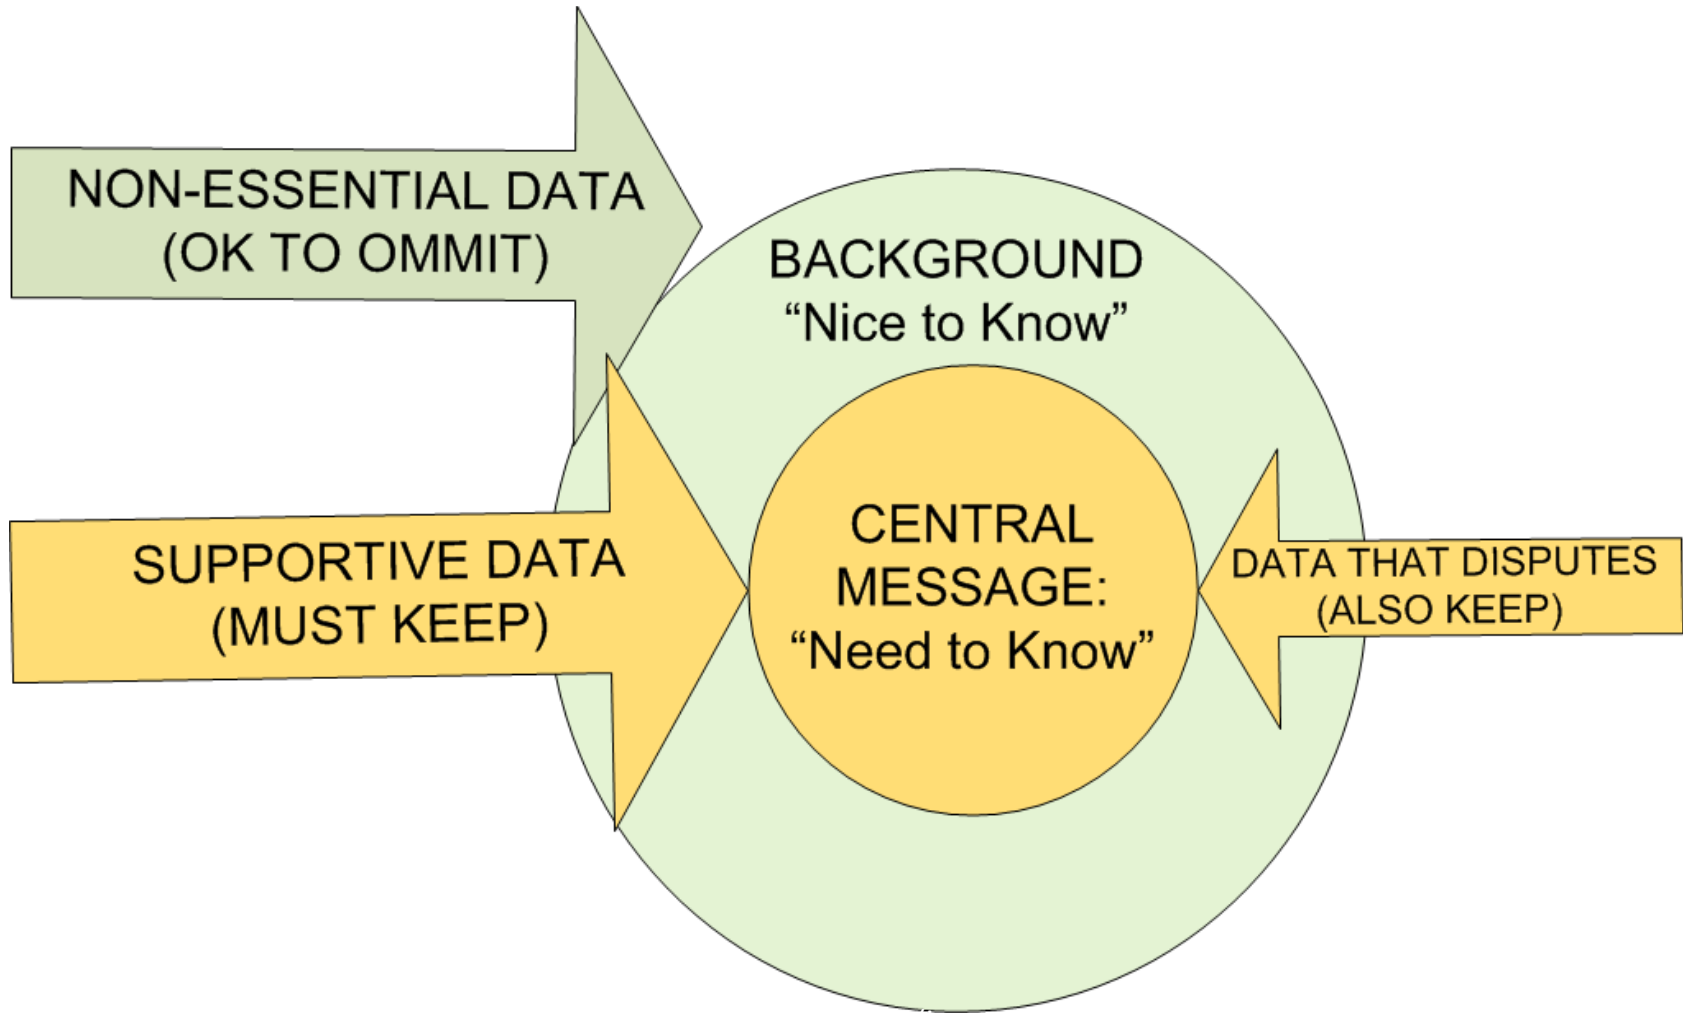 NON-ESSENTIAL DATA
(OK TO OMMIT)
BACKGROUND
“Nice to Know”
SUPPORTIVE DATA
(MUST KEEP)
CENTRAL
MESSAGE:
“Need to Know”
DATA THAT DISPUTES
(ALSO KEEP)